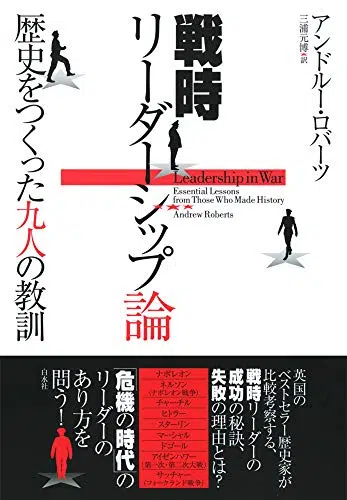 アンドルー・ロバーツ
三浦元博・訳
戦時
リーダーシップ論
歴史をつくった九人の教訓
Leadership in War
Essential Lessons
from Those Who Made History
Andrew Roberts
英国の
ベストセラー歴史家が
比較考察する、
戦時リーダーの
成功の秘訣、
失敗の理由とは?
ナポレオン
ネルソン
(ナポレオン戦争)
チャーチル
ヒトラー
スターリン
マーシャル
ドゴール
アイゼンハワー
(第一次・第二次大戦)
サッチャー
(フォークランド戦争)
「危機の時代」の
リーダーの
あり方を
問う!
白水社